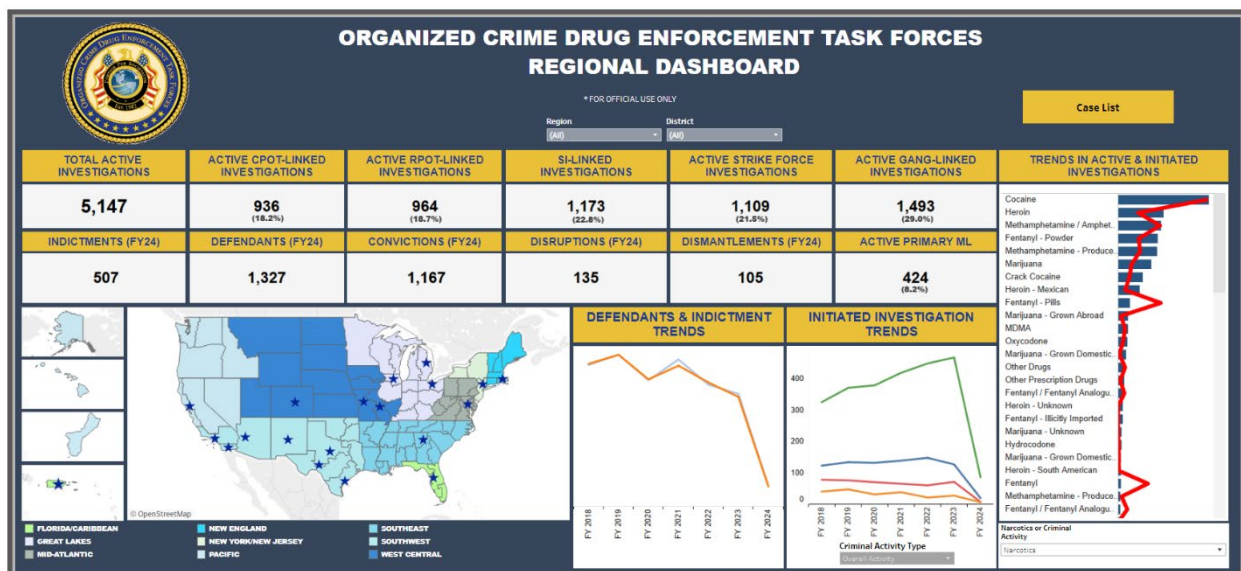 ORGANIZED CRIME DRUG ENFORCEMENT TASK FORCES
REGIONAL DASHBOARD
* FOR OFFICIAL USE ONLY
Region
District
(All)
(All)
Case List
ORGANIZED CRIME DRUG ENFORCEMENT TASK FORCES
TOTAL ACTIVE
INVESTIGATIONS
5,147
ACTIVE CPOT-LINKED
INVESTIGATIONS
936
(18.2%)
ACTIVE RPOT-LINKED
INVESTIGATIONS
964
(18.7%)
SI-LINKED
INVESTIGATIONS
1,173
(22.8%)
ACTIVE STRIKE FORCE
INVESTIGATIONS
1,109
(21.5%)
ACTIVE GANG-LINKED
INVESTIGATIONS
1,493
(29.0%)
INDICTMENTS (FY24)
507
DEFENDANTS (FY24)
1,327
CONVICTIONS (FY24)
1,167
DISRUPTIONS (FY24)
135
DISMANTLEMENTS (FY24)
105
ACTIVE PRIMARY ML
424
(8.2%)
TRENDS IN ACTIVE & INITIATED
INVESTIGATIONS
Cocaine
Heroin
Methamphetamine / Amphet..
Fentanyl - Powder
Methamphetamine - Produce..
Marijuana
Crack Cocaine
Heroin - Mexican
Fentanyl - Pills
Marijuana - Grown Abroad
MDMA
Oxycodone
Marijuana - Grown Domestic..
Other Drugs
Other Prescription Drugs
Fentanyl / Fentanyl Analogu..
Heroin - Unknown
Fentanyl - Illicitly Imported
Marijuana - Unknown
Hydrocodone
Marijuana - Grown Domestic..
Heroin - South American
Fentanyl
Methamphetamine - Produce..
Fentanyl / Fentanyl Analogu..
Narcotics or Criminal
Activity
Narcotics
© OpenStreetMap
FLORIDA/CARIBBEAN
GREAT LAKES
MID-ATLANTIC
NEW ENGLAND
NEW YORK/NEW JERSEY
PACIFIC
SOUTHEAST
SOUTHWEST
WEST CENTRAL
DEFENDANTS & INDICTMENT
TRENDS
FY 2018
FY 2019
FY 2020
FY 2021
FY 2022
FY 2023
FY 2024
INITIATED INVESTIGATION
TRENDS
400
300
200
100
0
FY 2018
FY 2019
FY 2020
FY 2021
FY 2022
FY 2023
FY 2024
Criminal Activity Type
Overall Activity